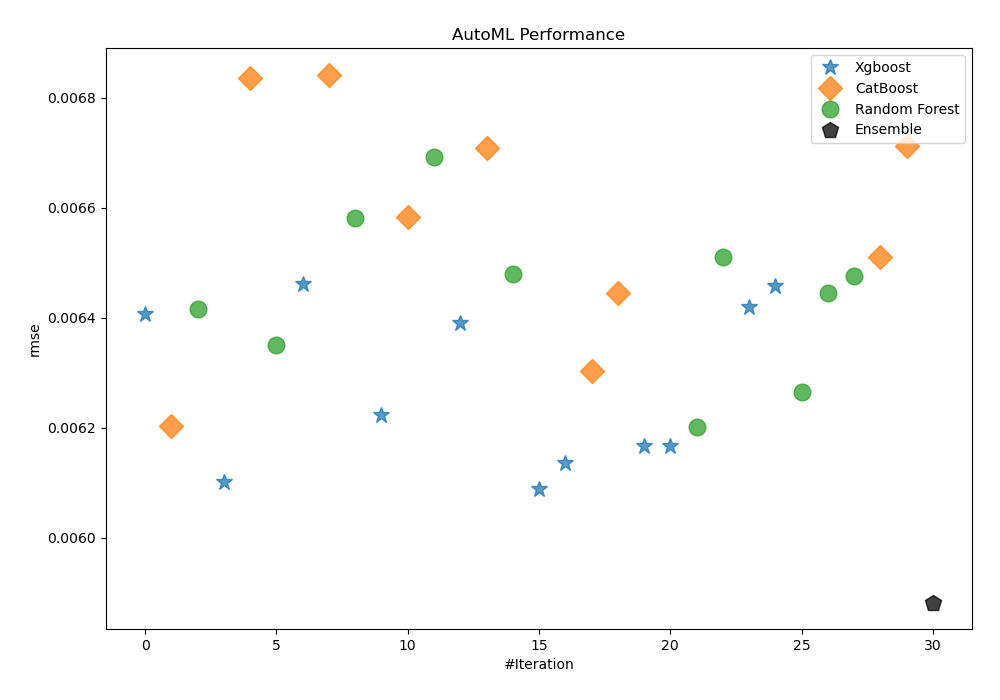 AutoML Performance
Xgboost
CatBoost
Random Forest
Ensemble
0.0068
0.0066
0.0064
0.0062
0.0060
rmse
0 5 10 15 20 25 30
#Iteration